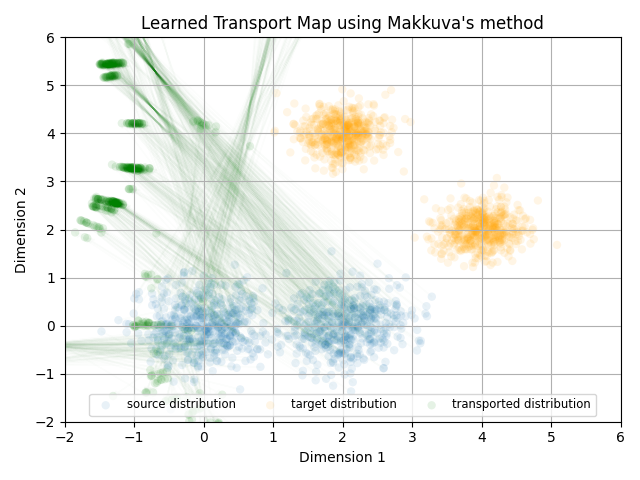 Learned Transport Map using Makkuva's method
6
5
4
3
2
1
0
−1
−2
Dimension 2
source distribution target distribution transported distribution
−2 −1 0 1 2 3 4 5 6
Dimension 1